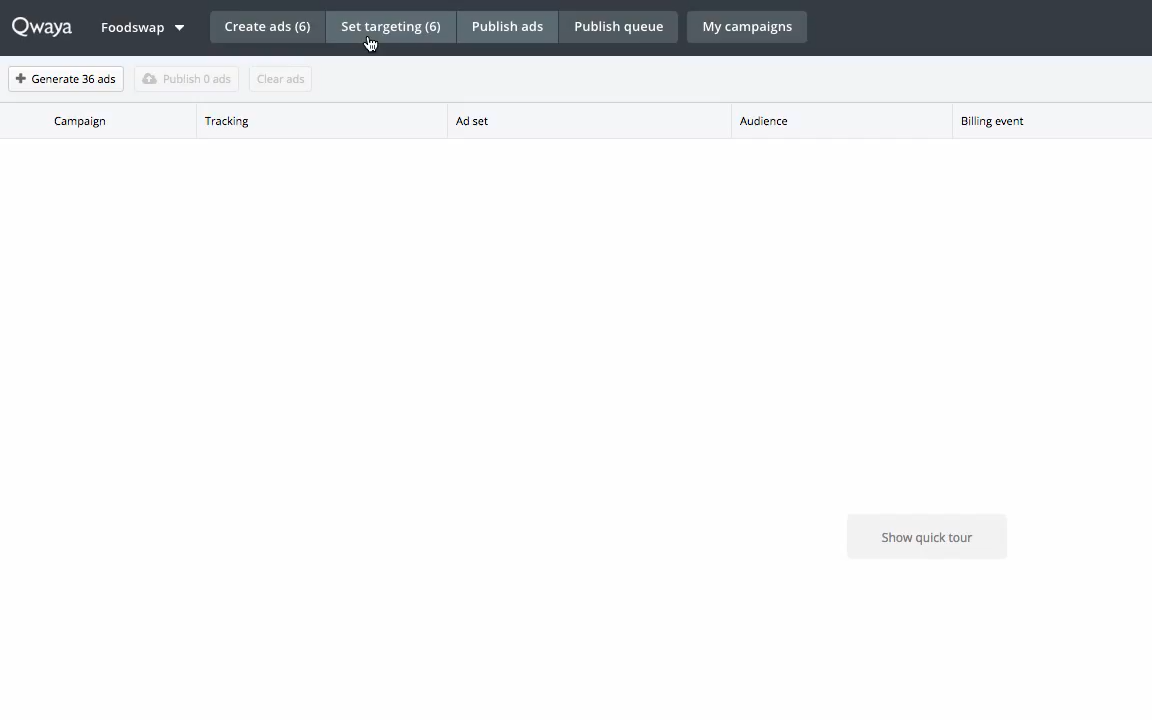 Qwaya Foodswap Create ads (6) Set targeting (6) Publish ads Publish queue My campaigns
Generate 36 ads Publish 0 ads Clear ads
Campaign Tracking Ad set Audience Billing event
Show quick tour